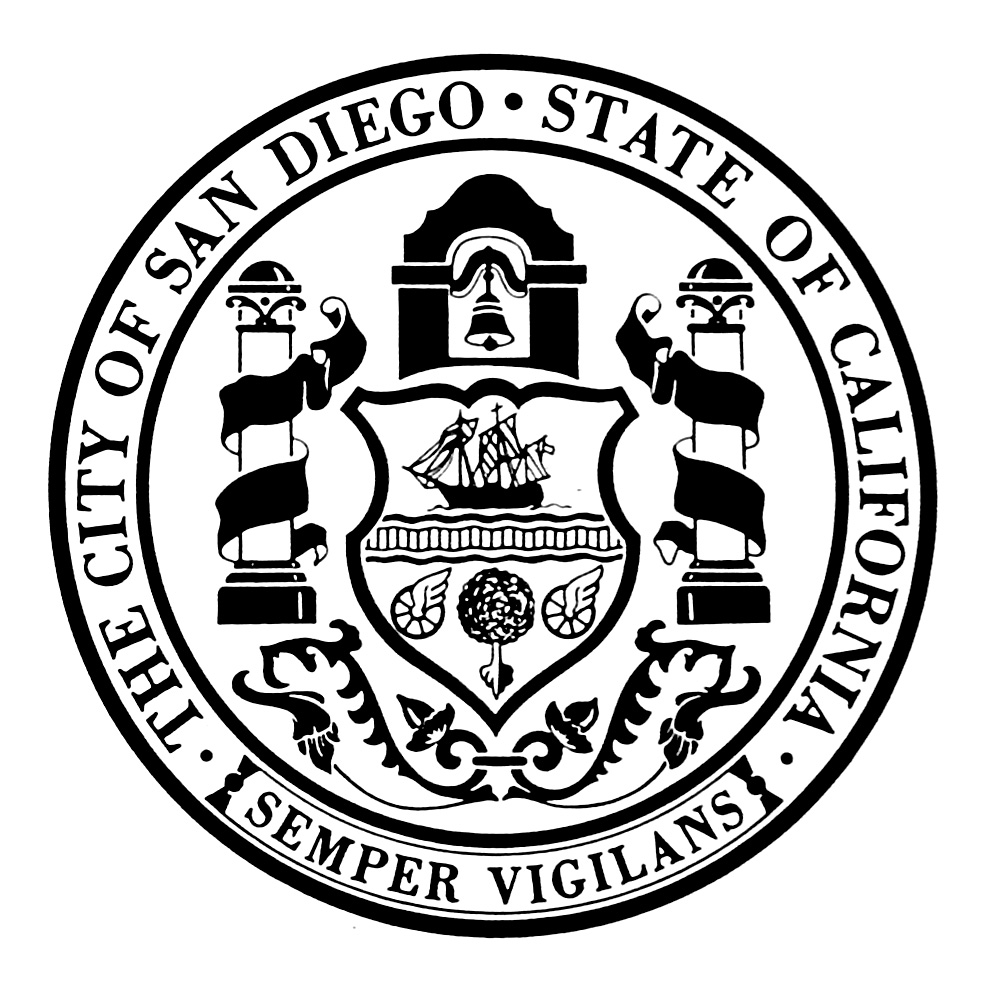 · THE CITY OF SAN DIEGO · STATE OF CALIFORNIA ·
SEMPER VIGILANS